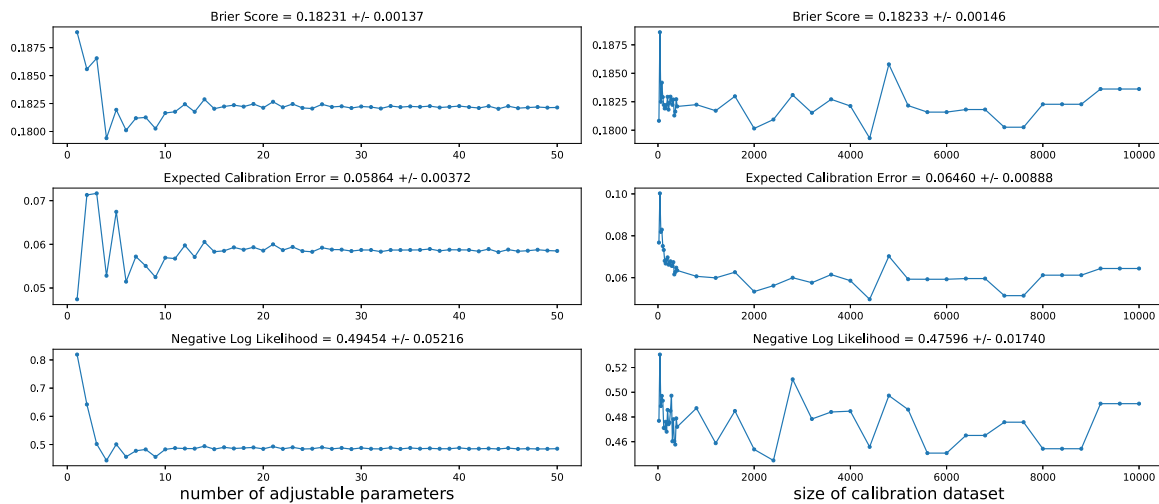 Brier Score = 0.18231 +/- 0.00137
0.1875
0.1850
0.1825
0.1800
0 10 20 30 40 50
Expected Calibration Error = 0.05864 +/- 0.00372
0.07
0.06
0.05
0 10 20 30 40 50
Negative Log Likelihood = 0.49454 +/- 0.05216
0.8
0.7
0.6
0.5
0 10 20 30 40 50
number of adjustable parameters
Brier Score = 0.18233 +/- 0.00146
0.1875
0.1850
0.1825
0.1800
0 2000 4000 6000 8000 10000
Expected Calibration Error = 0.06460 +/- 0.00888
0.10
0.08
0.06
0 2000 4000 6000 8000 10000
Negative Log Likelihood = 0.47596 +/- 0.01740
0.52
0.50
0.48
0.46
0 2000 4000 6000 8000 10000
size of calibration dataset